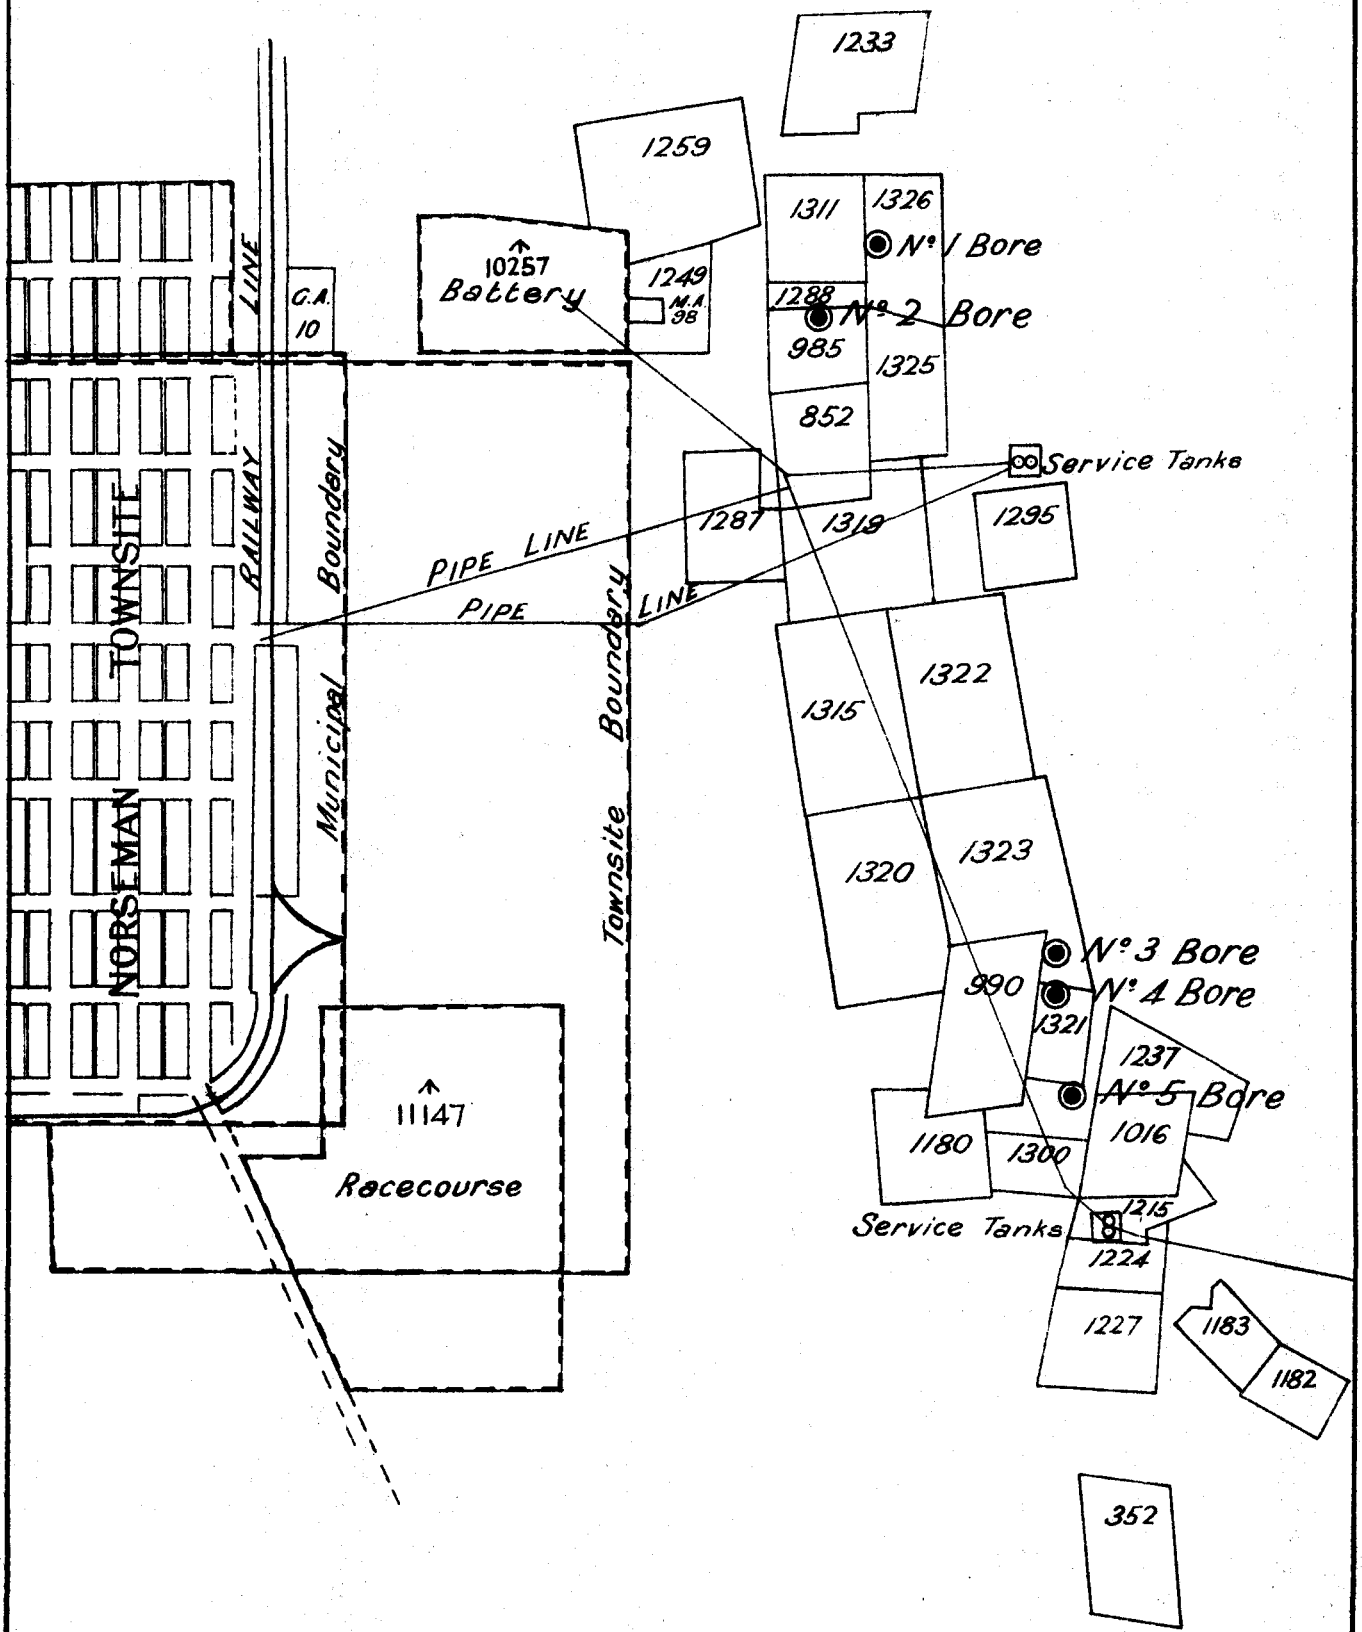 1233
1259
1311
1326
Nº 1 Bore
LINE
G.A.
10
10257
Battery
1249
M.A.
98
1288
Nº 2 Bore
985
1325
852
Service Tanks
RAILWAY
Boundary
TOWNSITE
1287
1319
1295
PIPE LINE
PIPE LINE
Municipal
Townsite Boundary
1322
1315
NORSEMAN
1320
1323
Nº 3 Bore
990
Nº 4 Bore
1321
1237
Nº 5 Bore
11147
Racecourse
1180
1300
1016
1215
Service Tanks
1224
1227
1183
1182
352